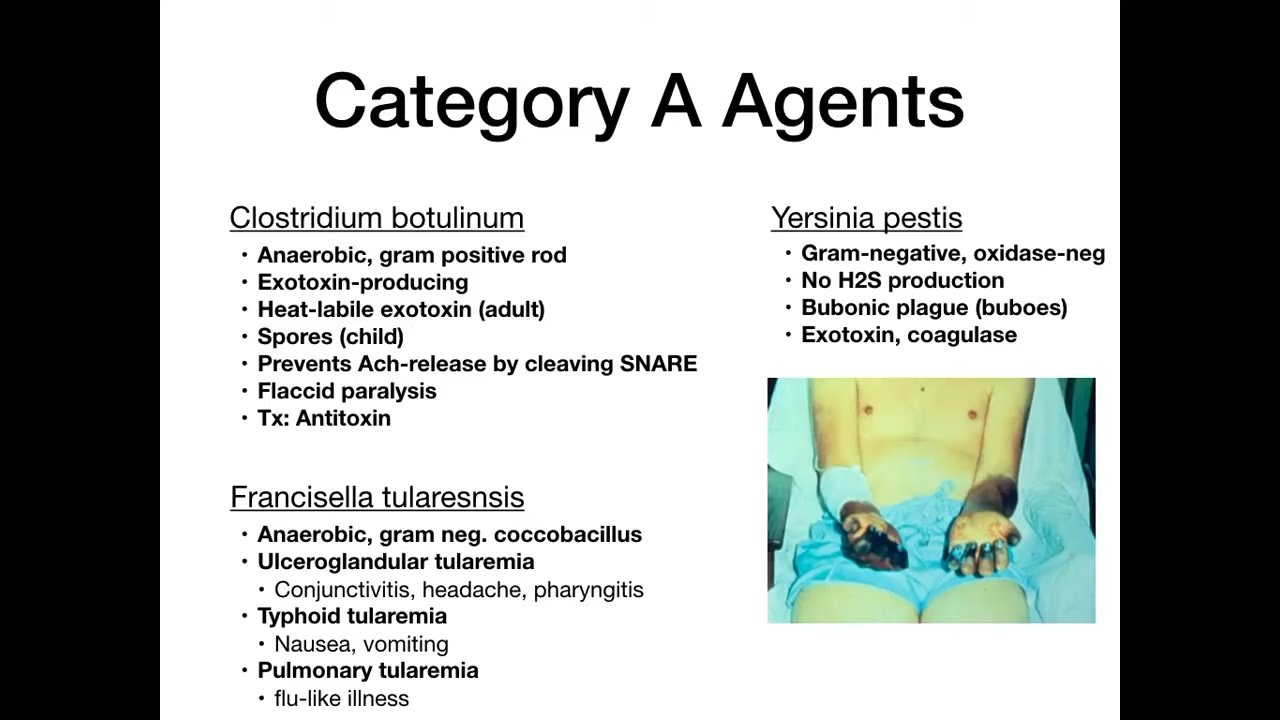 Category A Agents
Clostridium botulinum
• Anaerobic, gram positive rod
• Exotoxin-producing
• Heat-labile exotoxin (adult)
• Spores (child)
• Prevents Ach-release by cleaving SNARE
• Flaccid paralysis
• Tx: Antitoxin
Francisella tularesnsis
• Anaerobic, gram neg. coccobacillus
• Ulceroglandular tularemia
• Conjunctivitis, headache, pharyngitis
• Typhoid tularemia
• Nausea, vomiting
• Pulmonary tularemia
• flu-like illness
Yersinia pestis
• Gram-negative, oxidase-neg
• No H2S production
• Bubonic plague (buboes)
• Exotoxin, coagulase